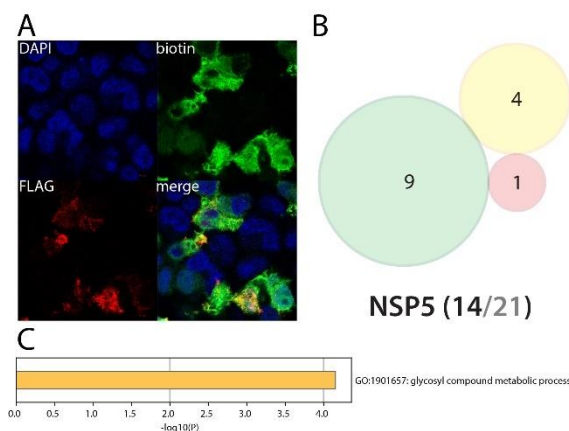 A
DAPI
biotin
FLAG
merge
B
4
9
1
NSP5 (14/21)
C
GO:1901657: glycosyl compound metabolic process
0.0 0.5 1.0 1.5 2.0 2.5 3.0 3.5 4.0
-log10(P)